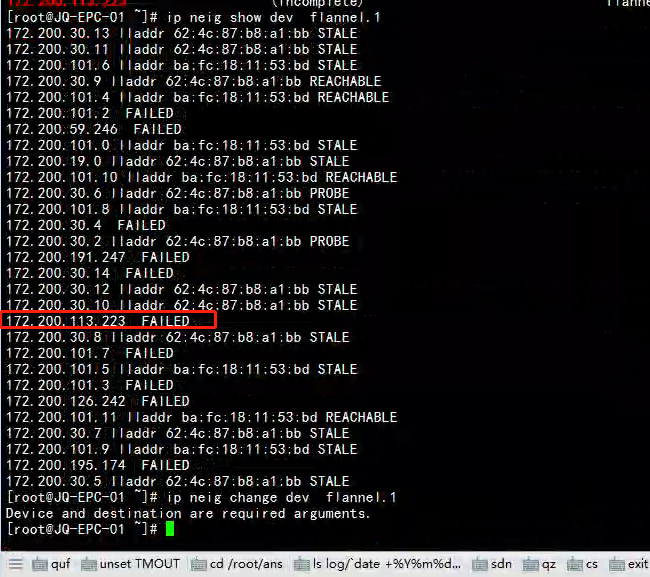 172.200.113.223 (incomplete) flannel.1
[root@JQ-EPC-01 ~]# ip neig show dev  flannel.1
172.200.30.13 lladdr 62:4c:87:b8:a1:bb STALE
172.200.30.11 lladdr 62:4c:87:b8:a1:bb STALE
172.200.101.6 lladdr ba:fc:18:11:53:bd STALE
172.200.30.9 lladdr 62:4c:87:b8:a1:bb REACHABLE
172.200.101.4 lladdr ba:fc:18:11:53:bd REACHABLE
172.200.101.2  FAILED
172.200.59.246  FAILED
172.200.101.0 lladdr ba:fc:18:11:53:bd STALE
172.200.19.0 lladdr 62:4c:87:b8:a1:bb STALE
172.200.101.10 lladdr ba:fc:18:11:53:bd REACHABLE
172.200.30.6 lladdr 62:4c:87:b8:a1:bb PROBE
172.200.101.8 lladdr ba:fc:18:11:53:bd STALE
172.200.30.4  FAILED
172.200.30.2 lladdr 62:4c:87:b8:a1:bb PROBE
172.200.191.247  FAILED
172.200.30.14  FAILED
172.200.30.12 lladdr 62:4c:87:b8:a1:bb STALE
172.200.30.10 lladdr 62:4c:87:b8:a1:bb STALE
172.200.113.223  FAILED
172.200.30.8 lladdr 62:4c:87:b8:a1:bb STALE
172.200.101.7  FAILED
172.200.101.5 lladdr ba:fc:18:11:53:bd STALE
172.200.101.3  FAILED
172.200.126.242  FAILED
172.200.101.11 lladdr ba:fc:18:11:53:bd REACHABLE
172.200.30.7 lladdr 62:4c:87:b8:a1:bb STALE
172.200.101.9 lladdr ba:fc:18:11:53:bd STALE
172.200.195.174  FAILED
172.200.30.5 lladdr 62:4c:87:b8:a1:bb STALE
[root@JQ-EPC-01 ~]# ip neig change dev  flannel.1
Device and destination are required arguments.
[root@JQ-EPC-01 ~]#
quf unset TMOUT cd /root/ans ls log/`date +%Y%m%d... sdn qz cs exit